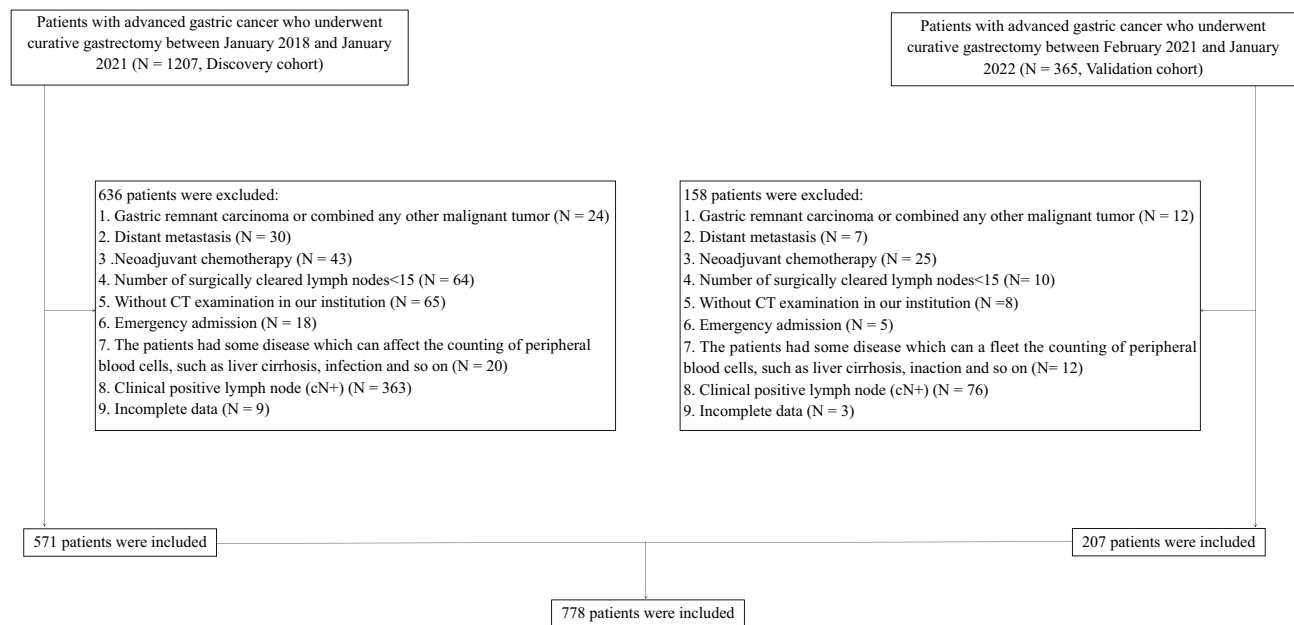 Patients with advanced gastric cancer who underwent
curative gastrectomy between January 2018 and January
2021 (N = 1207, Discovery cohort)
Patients with advanced gastric cancer who underwent
curative gastrectomy between February 2021 and January
2022 (N = 365, Validation cohort)
636 patients were excluded:
1. Gastric remnant carcinoma or combined any other malignant tumor (N = 24)
2. Distant metastasis (N = 30)
3 .Neoadjuvant chemotherapy (N = 43)
4. Number of surgically cleared lymph nodes<15 (N = 64)
5. Without CT examination in our institution (N = 65)
6. Emergency admission (N = 18)
7. The patients had some disease which can affect the counting of peripheral
blood cells, such as liver cirrhosis, infection and so on (N = 20)
8. Clinical positive lymph node (cN+) (N = 363)
9. Incomplete data (N = 9)
158 patients were excluded:
1. Gastric remnant carcinoma or combined any other malignant tumor (N = 12)
2. Distant metastasis (N = 7)
3. Neoadjuvant chemotherapy (N = 25)
4. Number of surgically cleared lymph nodes<15 (N= 10)
5. Without CT examination in our institution (N =8)
6. Emergency admission (N = 5)
7. The patients had some disease which can a fleet the counting of peripheral
blood cells, such as liver cirrhosis, inaction and so on (N= 12)
8. Clinical positive lymph node (cN+) (N = 76)
9. Incomplete data (N = 3)
571 patients were included
207 patients were included
778 patients were included